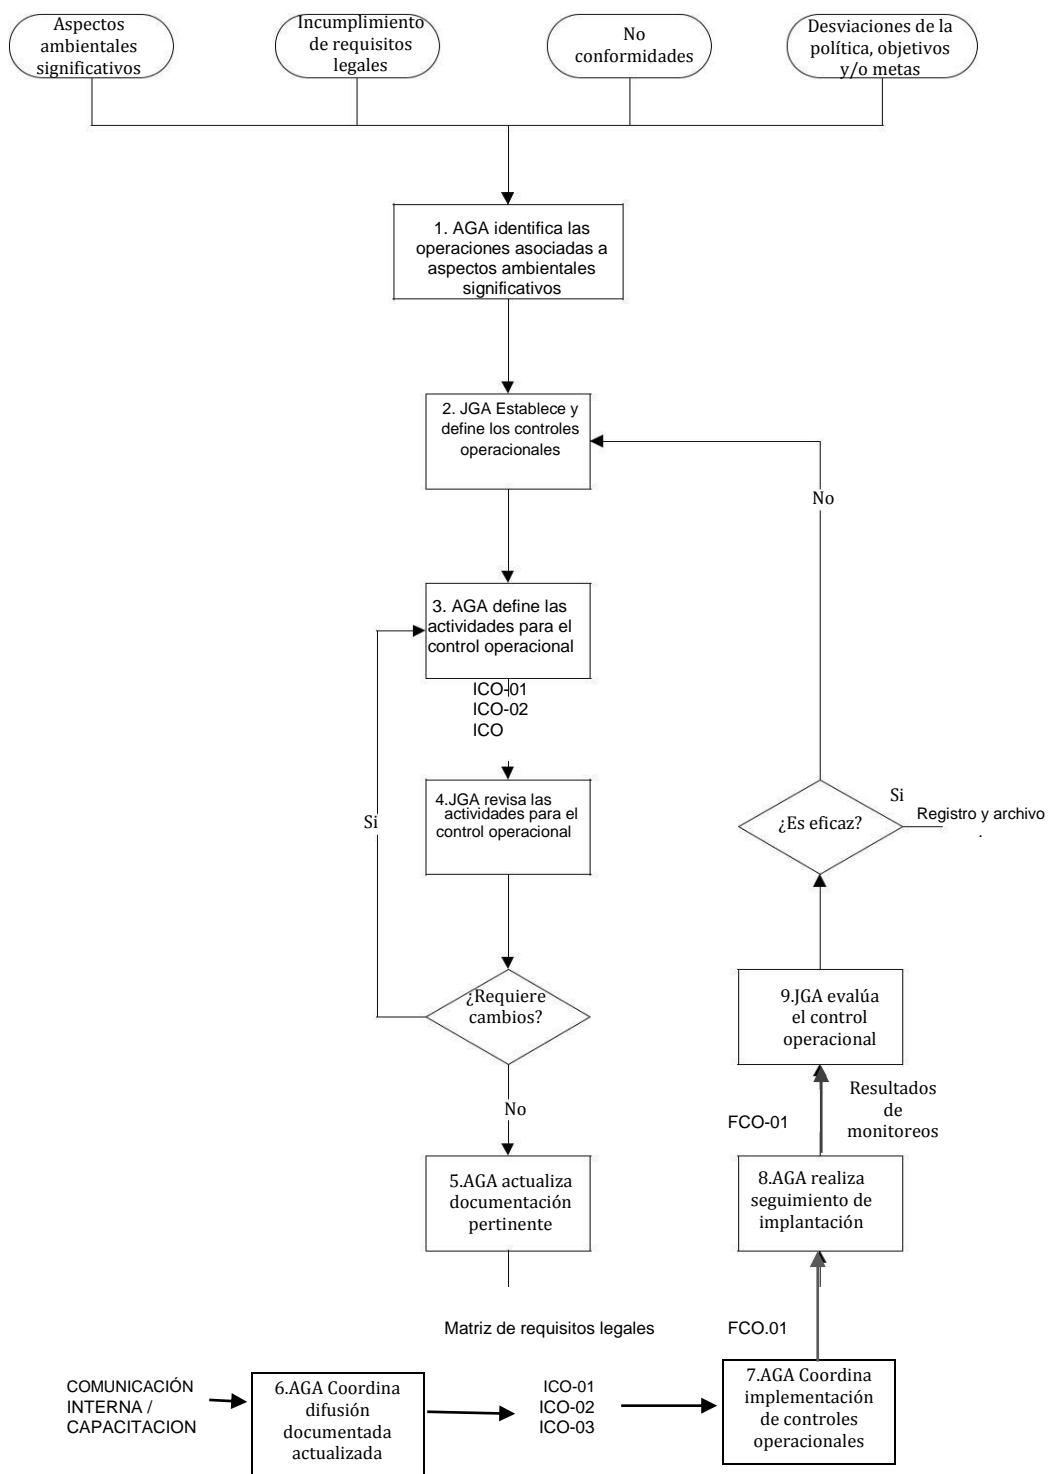 Aspectos
ambientales
significativos
Incumplimiento
de requisitos
legales
No
conformidades
Desviaciones de la
política, objetivos
y/o metas
1. AGA identifica las
operaciones asociadas a
aspectos ambientales
significativos
2. JGA Establece y
define los controles
operacionales
No
3. AGA define las
actividades para el
control operacional
ICO-01
ICO-02
ICO
4.JGA revisa las
actividades para el
control operacional
Si
¿Es eficaz?
Si
Registro y archivo
.
¿Requiere
cambios?
9.JGA evalúa
el control
operacional
No
FCO-01
Resultados
de
monitoreos
5.AGA actualiza
documentación
pertinente
8.AGA realiza
seguimiento de
implantación
Matriz de requisitos legales
FCO.01
COMUNICACIÓN
INTERNA /
CAPACITACION
6.AGA Coordina
difusión
documentada
actualizada
ICO-01
ICO-02
ICO-03
7.AGA Coordina
implementación
de controles
operacionales